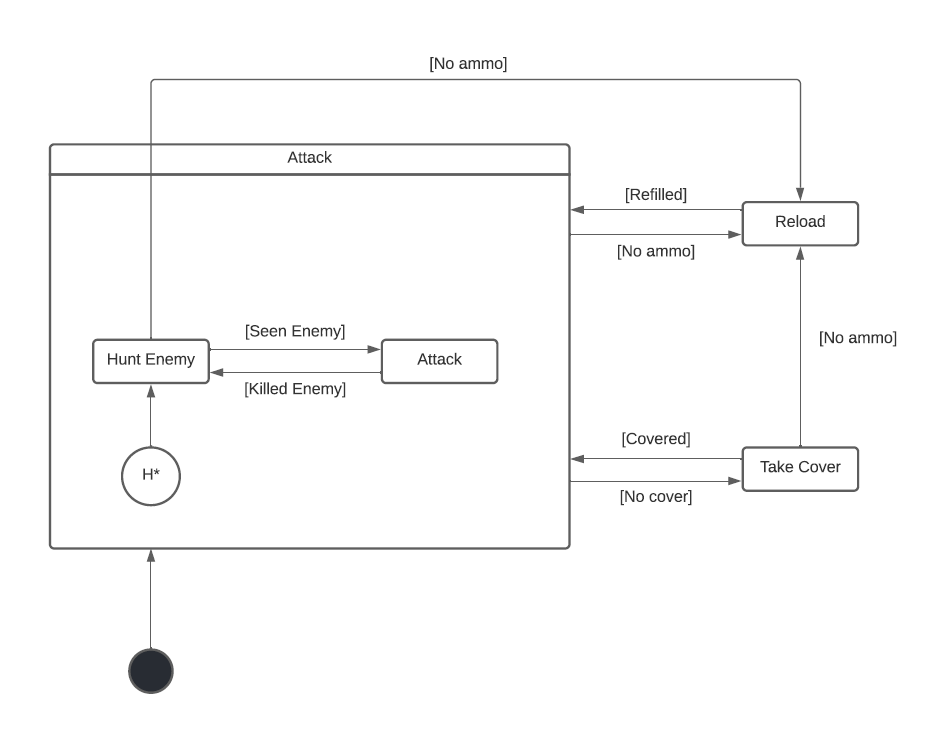 [No ammo]
Attack
[Refilled]
Reload
[No ammo]
[Seen Enemy]
[No ammo]
Hunt Enemy
Attack
[Killed Enemy]
[Covered]
H*
Take Cover
[No cover]